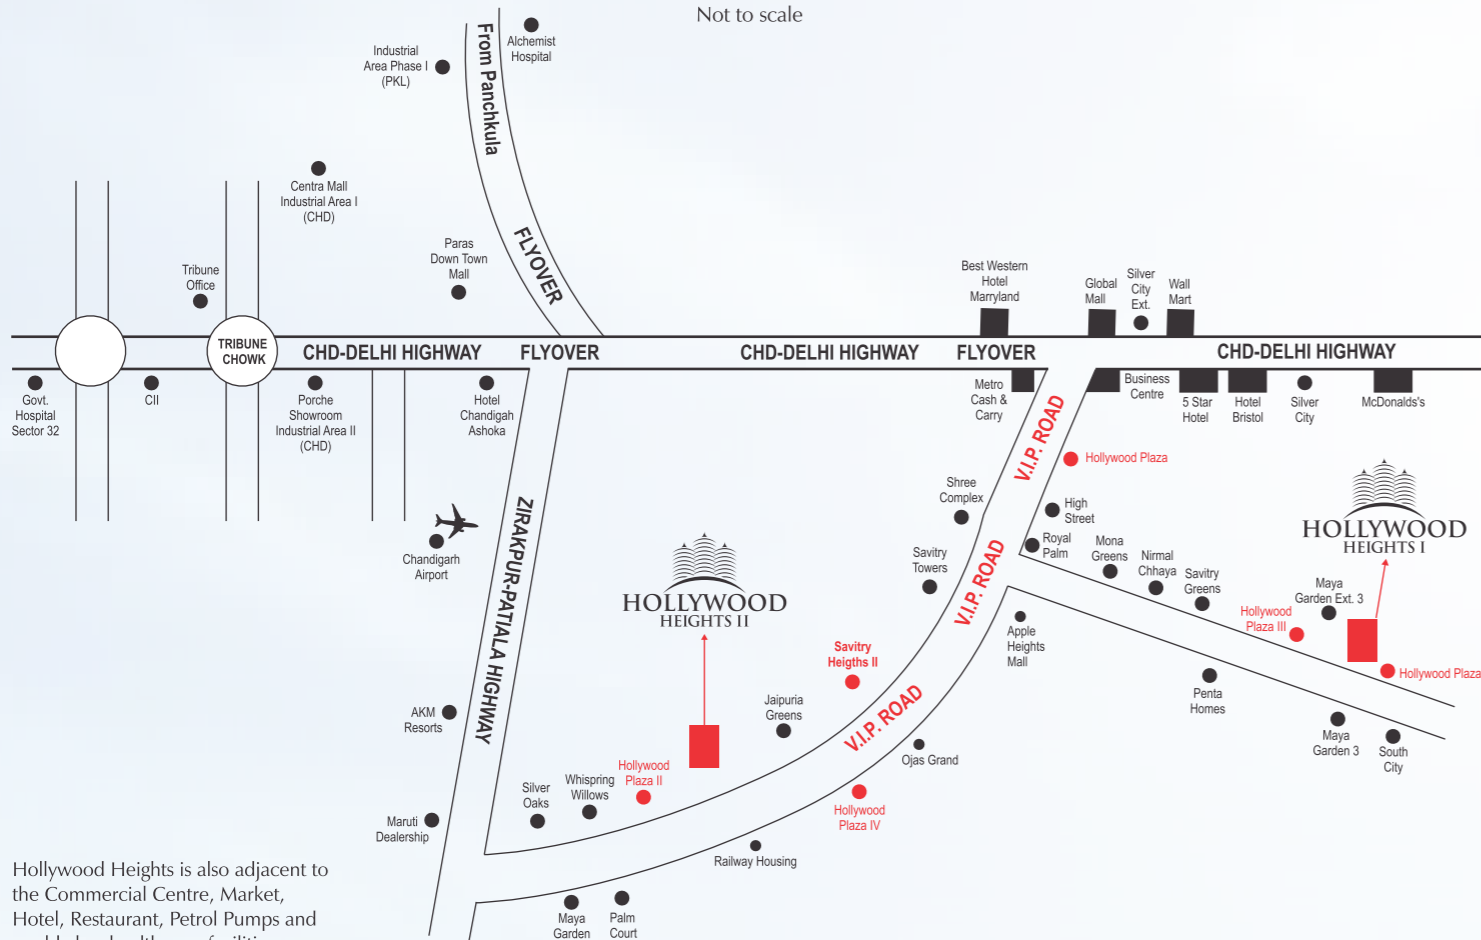 Not to scale
From Panchkula
FLYOVER
Alchemist
Hospital
Industrial
Area Phase I
(PKL)
Centra Mall
Industrial Area I
(CHD)
Paras
Down Town
Mall
Tribune
Office
TRIBUNE
CHOWK
CHD-DELHI HIGHWAY
FLYOVER
CHD-DELHI HIGHWAY
FLYOVER
CHD-DELHI HIGHWAY
Best Western
Hotel
Marryland
Global
Mall
Silver
City
Ext.
Wall
Mart
Govt.
Hospital
Sector 32
CII
Porche
Showroom
Industrial Area II
(CHD)
Hotel
Chandigah
Ashoka
Metro
Cash &
Carry
Business
Centre
5 Star
Hotel
Hotel
Bristol
Silver
City
McDonalds's
V.I.P. ROAD
Hollywood Plaza
Shree
Complex
High
Street
Royal
Palm
Mona
Greens
Nirmal
Chhaya
Savitry
Greens
HOLLYWOOD
HEIGHTS I
Chandigarh
Airport
ZIRAKPUR-PATIALA HIGHWAY
HOLLYWOOD
HEIGHTS II
Savitry
Towers
V.I.P. ROAD
Apple
Heights
Mall
Hollywood
Plaza III
Maya
Garden Ext. 3
Hollywood Plaza
Penta
Homes
Maya
Garden 3
South
City
Savitry
Heigths II
Jaipuria
Greens
V.I.P. ROAD
Ojas Grand
AKM
Resorts
Hollywood
Plaza II
Whispring
Willows
Silver
Oaks
Hollywood
Plaza IV
Maruti
Dealership
Railway Housing
Maya
Garden
Palm
Court
Hollywood Heights is also adjacent to
the Commercial Centre, Market,
Hotel, Restaurant, Petrol Pumps and